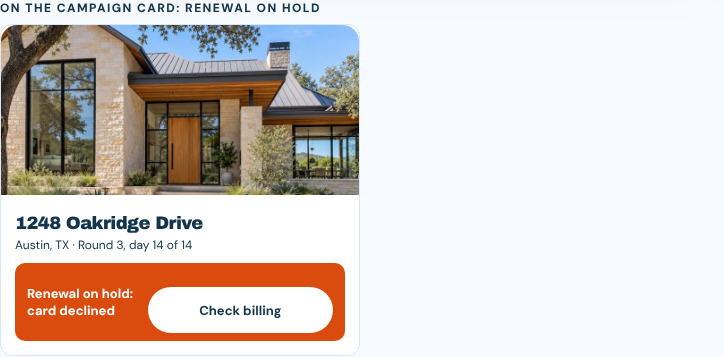 ON THE CAMPAIGN CARD: RENEWAL ON HOLD
1248 Oakridge Drive
Austin, TX · Round 3, day 14 of 14
Renewal on hold:
card declined
Check billing